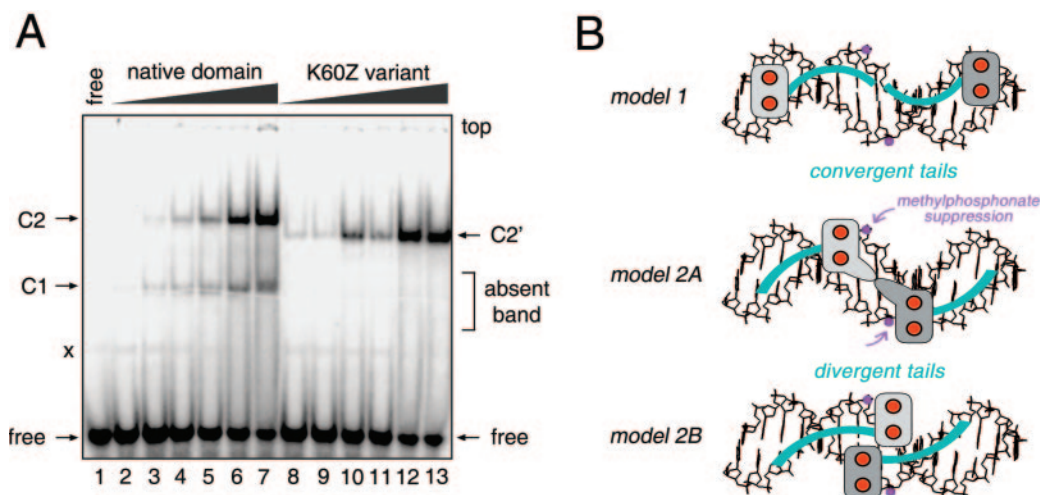 A
free
native domain
K60Z variant
top
C2
C2'
C1
absent
band
x
free
free
1 2 3 4 5 6 7 8 9 10 11 12 13
B
model 1
convergent tails
methylphosphonate
suppression
model 2A
divergent tails
model 2B